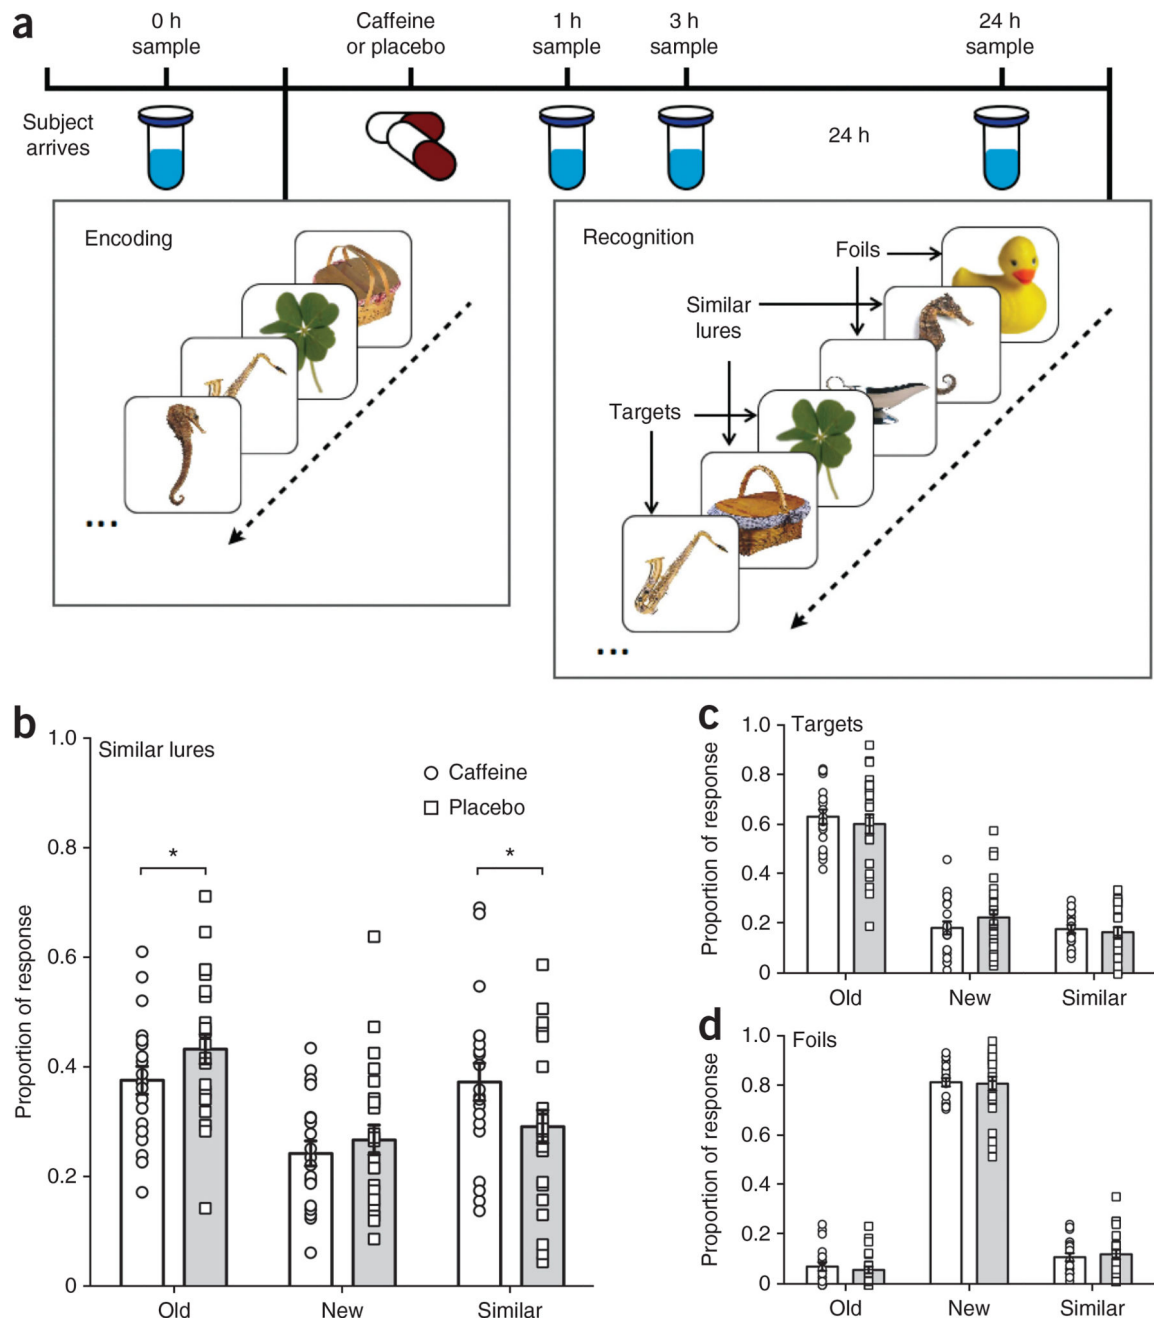 a
0 h
sample
Caffeine
or placebo
1 h
sample
3 h
sample
24 h
sample
Subject
arrives
24 h
Encoding
...
Recognition
Foils
Similar
lures
Targets
...
b
1.0
0.8
0.6
0.4
0.2
0
Proportion of response
Similar lures
Caffeine
Placebo
*
*
Old
New
Similar
c
1.0
0.8
0.6
0.4
0.2
0
Proportion of response
Targets
Old
New
Similar
d
1.0
0.8
0.6
0.4
0.2
0
Proportion of response
Foils
Old
New
Similar